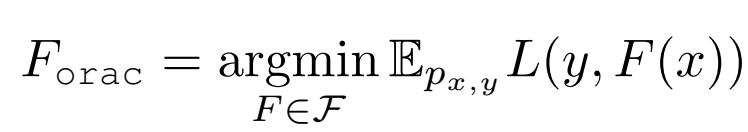 F_orac = argmin_{F∈ℱ} 𝔼_{p_{x,y}} L(y, F(x))